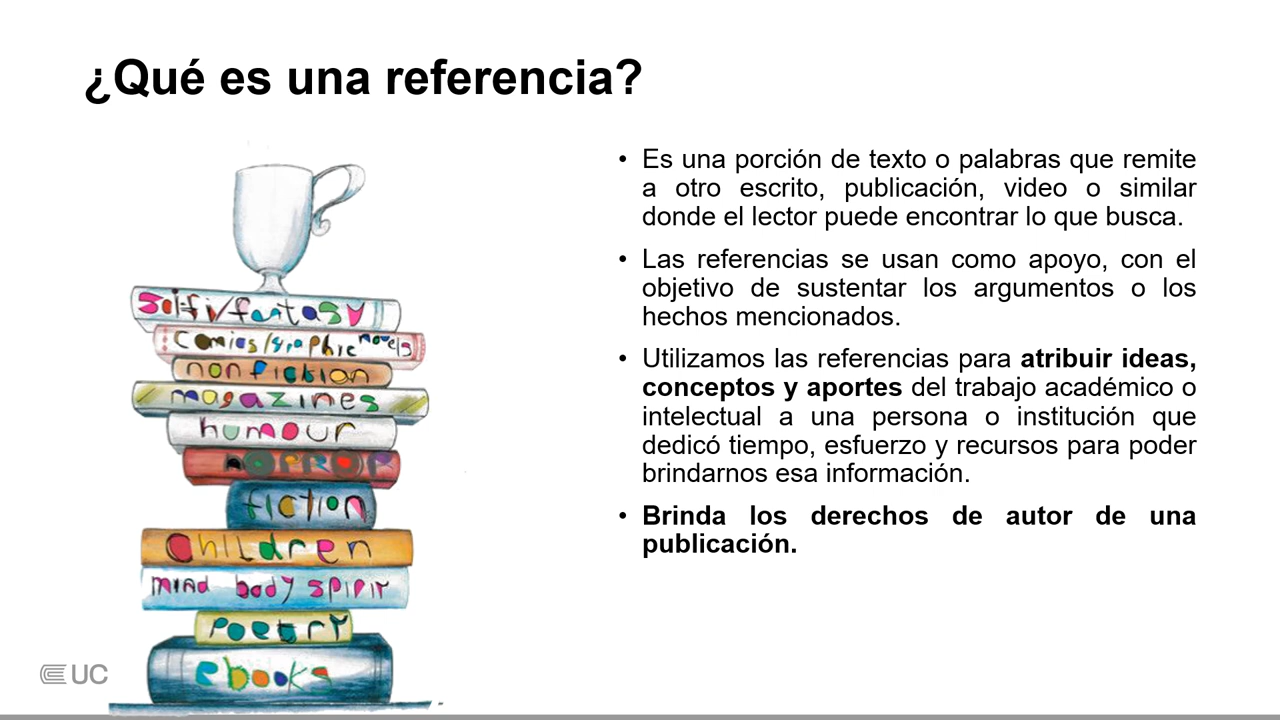 ¿Qué es una referencia?
sci-fi/fantasy
comics/graphic novels
nonfiction
magazines
humour
horror
fiction
children
mind body spirit
poetry
ebooks
UC
• Es una porción de texto o palabras que remite
a otro escrito, publicación, video o similar
donde el lector puede encontrar lo que busca.
• Las referencias se usan como apoyo, con el
objetivo de sustentar los argumentos o los
hechos mencionados.
• Utilizamos las referencias para atribuir ideas,
conceptos y aportes del trabajo académico o
intelectual a una persona o institución que
dedicó tiempo, esfuerzo y recursos para poder
brindarnos esa información.
• Brinda los derechos de autor de una
publicación.